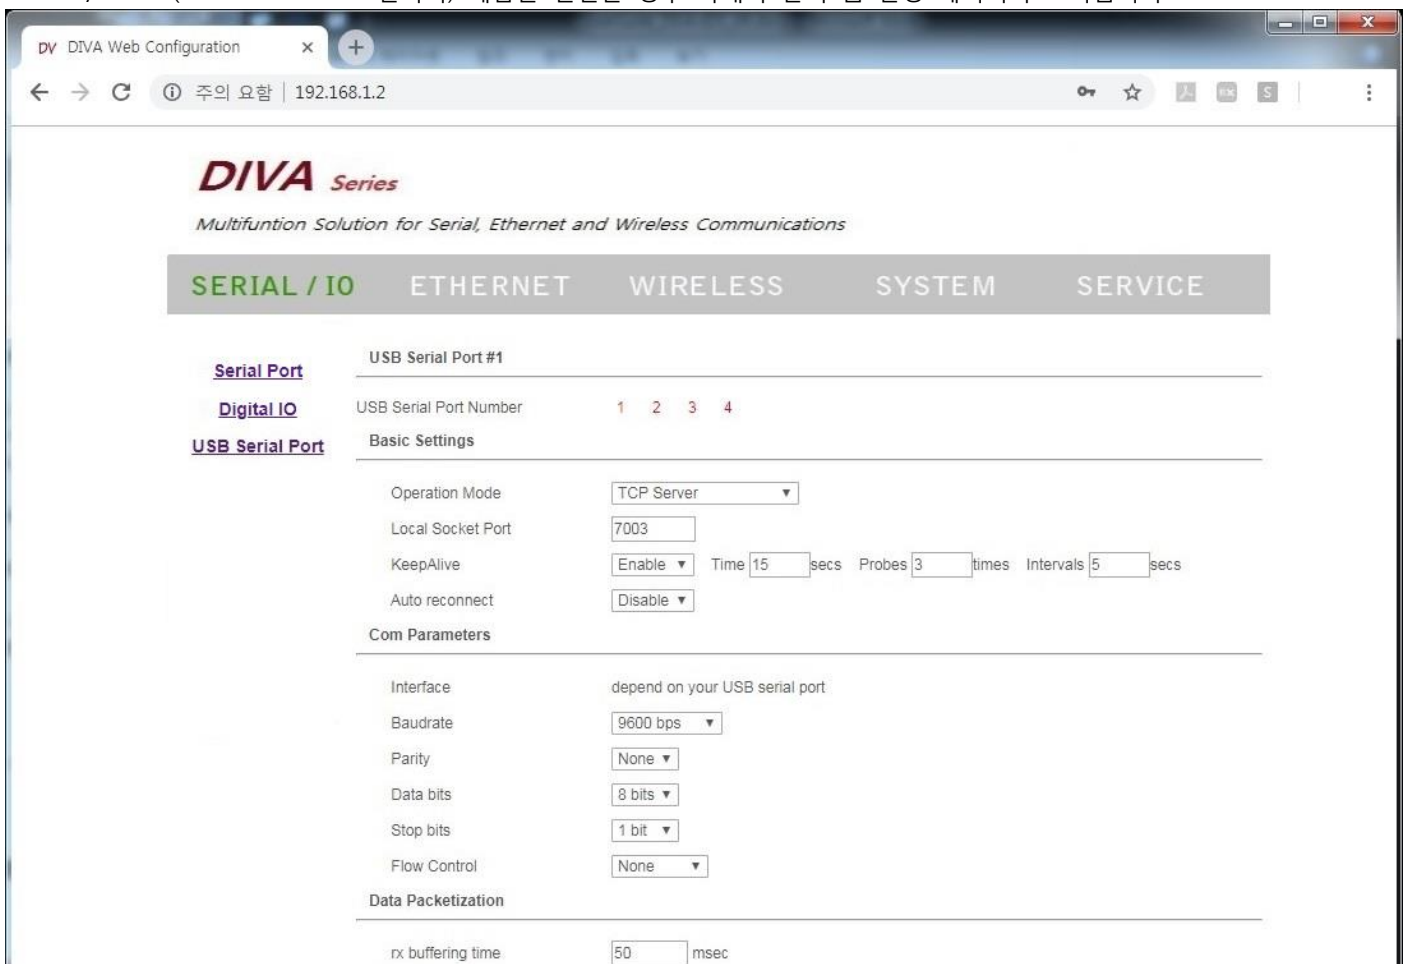 DV DIVA Web Configuration
주의 요함 | 192.168.1.2
DIVA Series
Multifuntion Solution for Serial, Ethernet and Wireless Communications
SERIAL / IO ETHERNET WIRELESS SYSTEM SERVICE
Serial Port
Digital IO
USB Serial Port
USB Serial Port #1
USB Serial Port Number 1 2 3 4
Basic Settings
Operation Mode TCP Server
Local Socket Port 7003
KeepAlive Enable Time 15 secs Probes 3 times Intervals 5 secs
Auto reconnect Disable
Com Parameters
Interface depend on your USB serial port
Baudrate 9600 bps
Parity None
Data bits 8 bits
Stop bits 1 bit
Flow Control None
Data Packetization
rx buffering time 50 msec